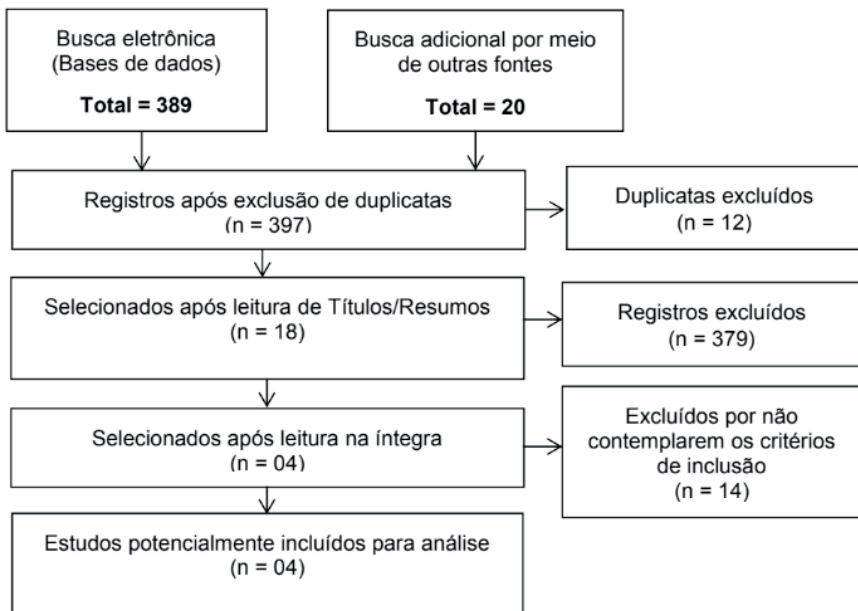 Busca eletrônica
(Bases de dados)
Total = 389
Busca adicional por meio
de outras fontes
Total = 20
Registros após exclusão de duplicatas
(n = 397)
Duplicatas excluídos
(n = 12)
Selecionados após leitura de Títulos/Resumos
(n = 18)
Registros excluídos
(n = 379)
Selecionados após leitura na íntegra
(n = 04)
Excluídos por não
contemplarem os critérios
de inclusão
(n = 14)
Estudos potencialmente incluídos para análise
(n = 04)